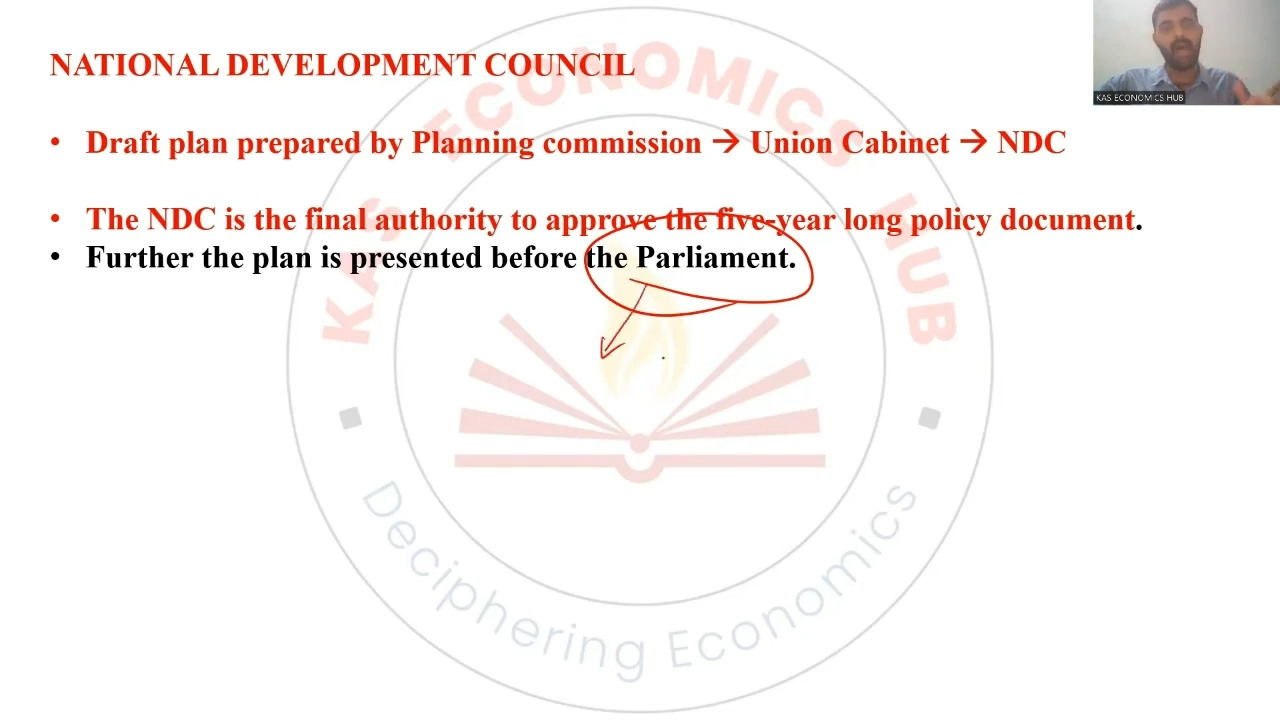 NATIONAL DEVELOPMENT COUNCIL
KAS ECONOMICS HUB
• Draft plan prepared by Planning commission → Union Cabinet → NDC
• The NDC is the final authority to approve the five-year long policy document.
• Further the plan is presented before the Parliament.
KAS ECONOMICS HUB
Deciphering Economics